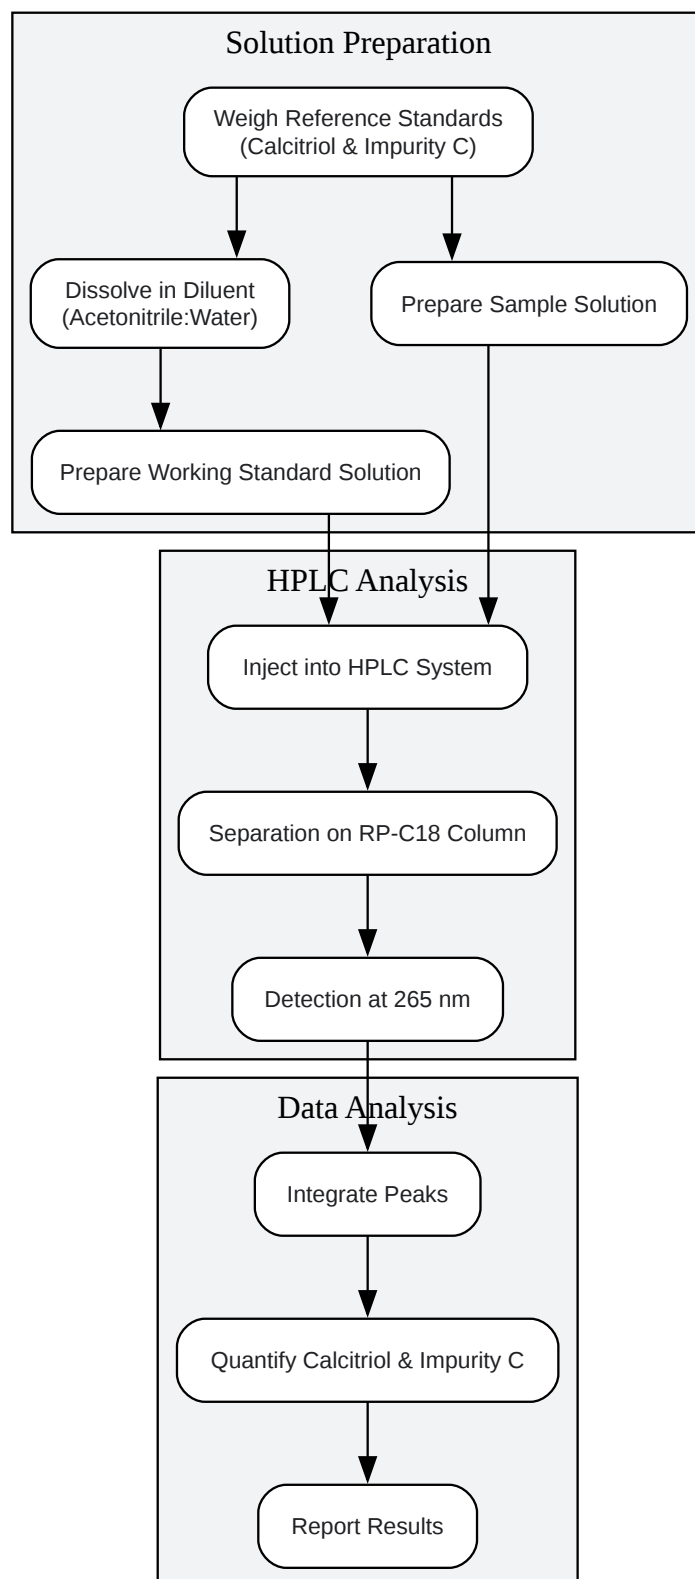 Solution Preparation
Weigh Reference Standards
(Calcitriol & Impurity C)
Dissolve in Diluent
(Acetonitrile:Water)
Prepare Sample Solution
Prepare Working Standard Solution
HPLC Analysis
Inject into HPLC System
Separation on RP-C18 Column
Detection at 265 nm
Data Analysis
Integrate Peaks
Quantify Calcitriol & Impurity C
Report Results